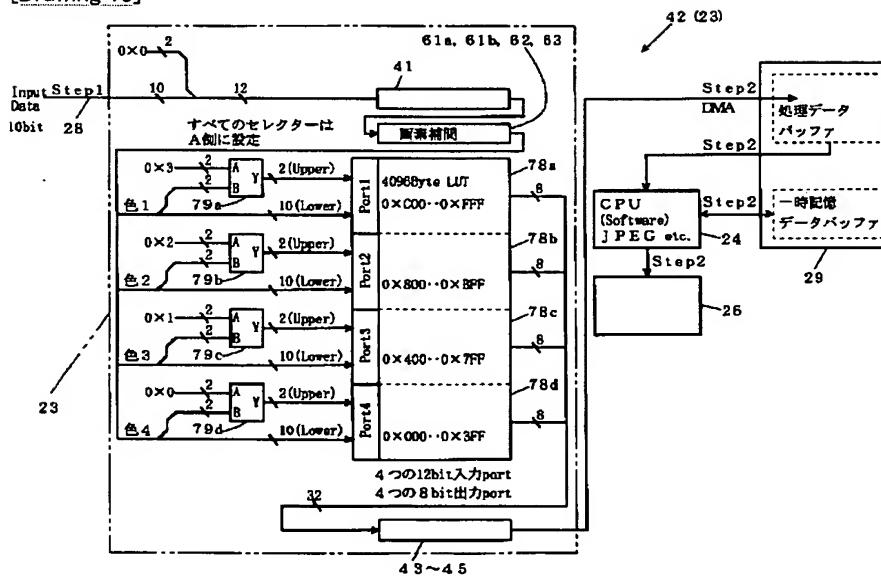 42 (23)
61a, 61b, 62, 63
0×0
2
Input Data 10bit
Step1
28
10
12
41
画素補間
すべてのセレクターは
A側に設定
0×3
2
2
A
B
Y
79a
色1
2(Upper)
10(Lower)
Port1
4096Byte LUT
0×C00‥0×FFF
78a
8
0×2
2
2
A
B
Y
79b
色2
2(Upper)
10(Lower)
Port2
0×800‥0×BFF
78b
8
0×1
2
2
A
B
Y
79c
色3
2(Upper)
10(Lower)
Port3
0×400‥0×7FF
78c
8
0×0
2
2
A
B
Y
79d
色4
2(Upper)
10(Lower)
Port4
0×000‥0×3FF
78d
8
23
4つの12bit入力port
4つの8bit出力port
32
43~45
Step2
DMA
処理データ
バッファ
Step2
CPU
(Software)
JPEG etc.
24
Step2
一時記憶
データバッファ
29
Step2
26